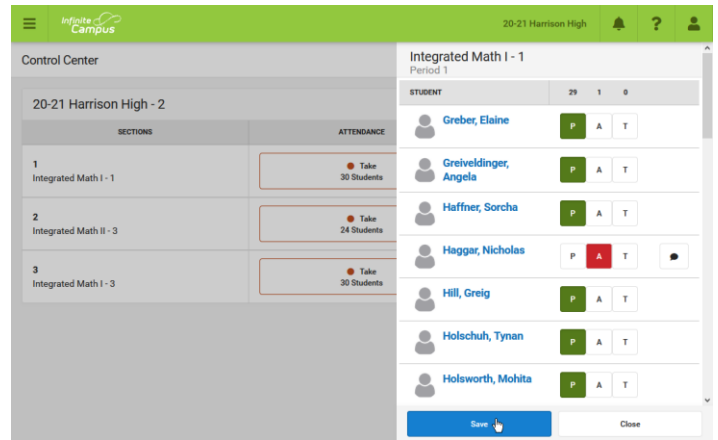 Infinite
Campus
20-21 Harrison High
?
Control Center
20-21 Harrison High - 2
SECTIONS ATTENDANCE
1
Integrated Math I - 1
Take
30 Students
2
Integrated Math II - 3
Take
24 Students
3
Integrated Math I - 3
Take
30 Students
Integrated Math I - 1
Period 1
STUDENT 29 1 0
Greber, Elaine P A T
Greiveldinger,
Angela P A T
Haffner, Sorcha P A T
Haggar, Nicholas P A T
Hill, Greig P A T
Holschuh, Tynan P A T
Holsworth, Mohita P A T
Save Close